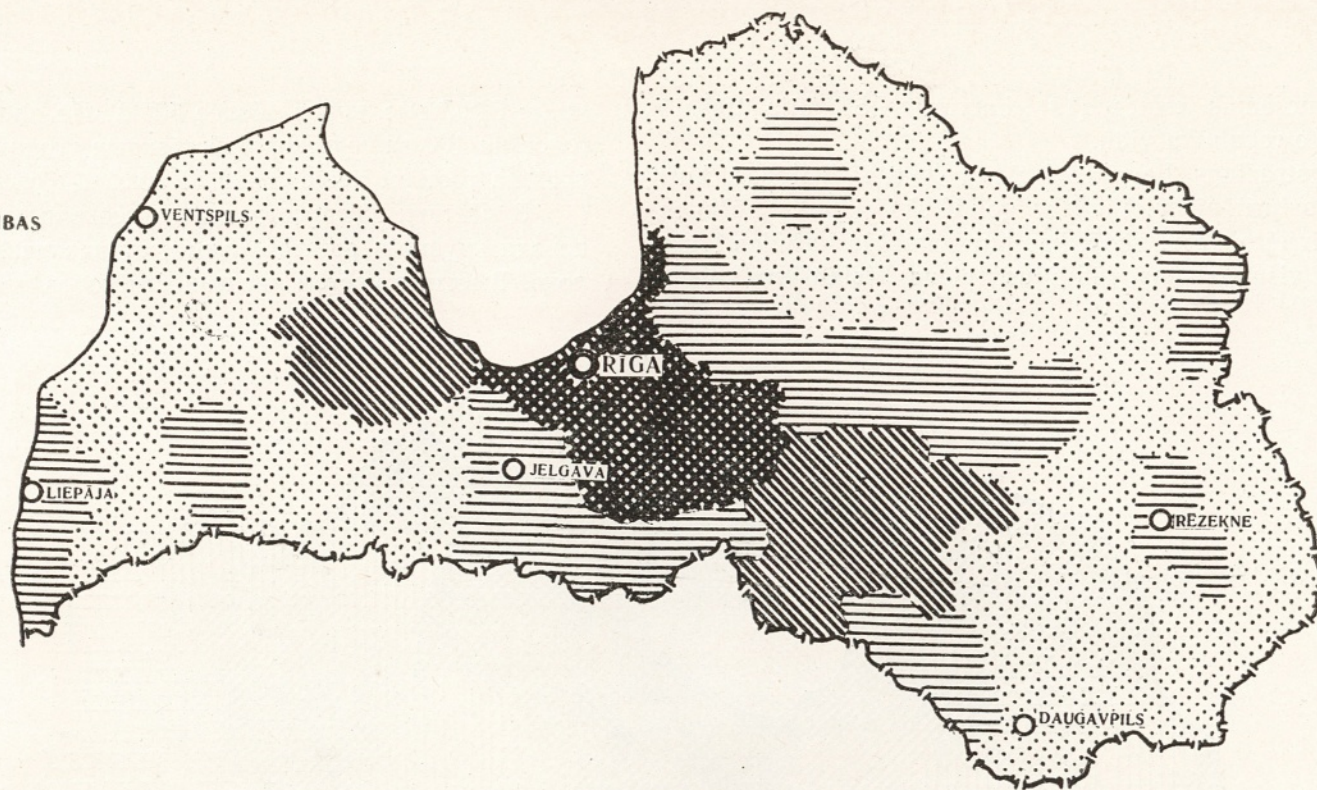 BAS
VENTSPILS
RĪGA
JELGAVA
LIEPĀJA
RĒZEKNE
DAUGAVPILS